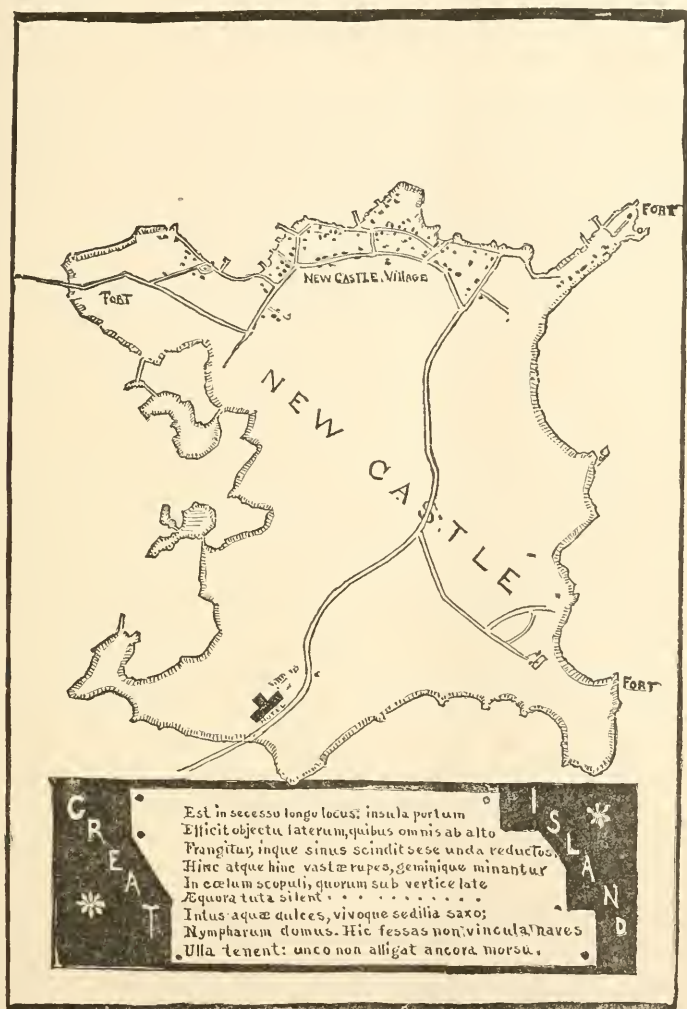 FORT
FORT
NEW CASTLE, Village
NEW CASTLE
FORT
HOTEL
GREAT
ISLAND
Est in secessu longo locus: insula portum
Efficit objectu laterum, quibus omnis ab alto
Frangitur, inque sinus scindit sese unda reductos.
Hinc atque hinc vastæ rupes, geminique minantur
In cœlum scopuli, quorum sub vertice late
Æquora tuta silent . . . . . . . . . .
Intus aquæ dulces, vivoque sedilia saxo;
Nympharum domus. Hic fessas non vincula naves
Ulla tenent: unco non alligat ancora morsu.